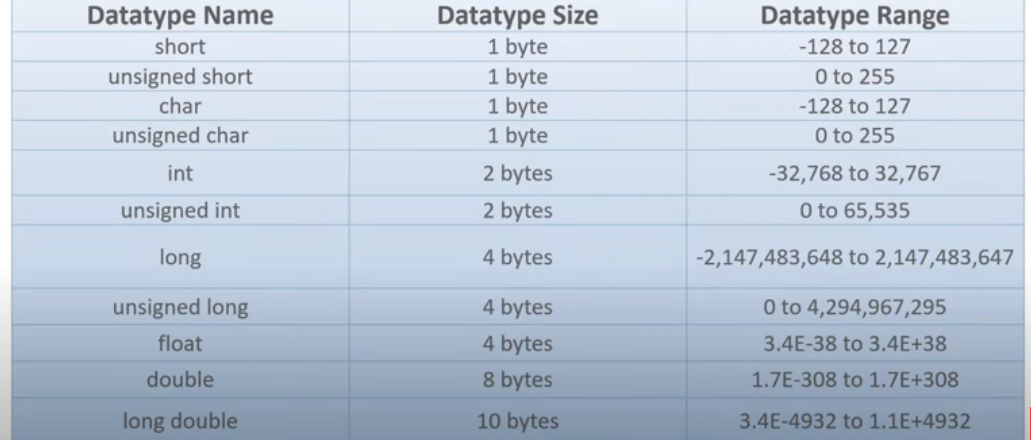 Datatype Name Datatype Size Datatype Range
short 1 byte -128 to 127
unsigned short 1 byte 0 to 255
char 1 byte -128 to 127
unsigned char 1 byte 0 to 255
int 2 bytes -32,768 to 32,767
unsigned int 2 bytes 0 to 65,535
long 4 bytes -2,147,483,648 to 2,147,483,647
unsigned long 4 bytes 0 to 4,294,967,295
float 4 bytes 3.4E-38 to 3.4E+38
double 8 bytes 1.7E-308 to 1.7E+308
long double 10 bytes 3.4E-4932 to 1.1E+4932